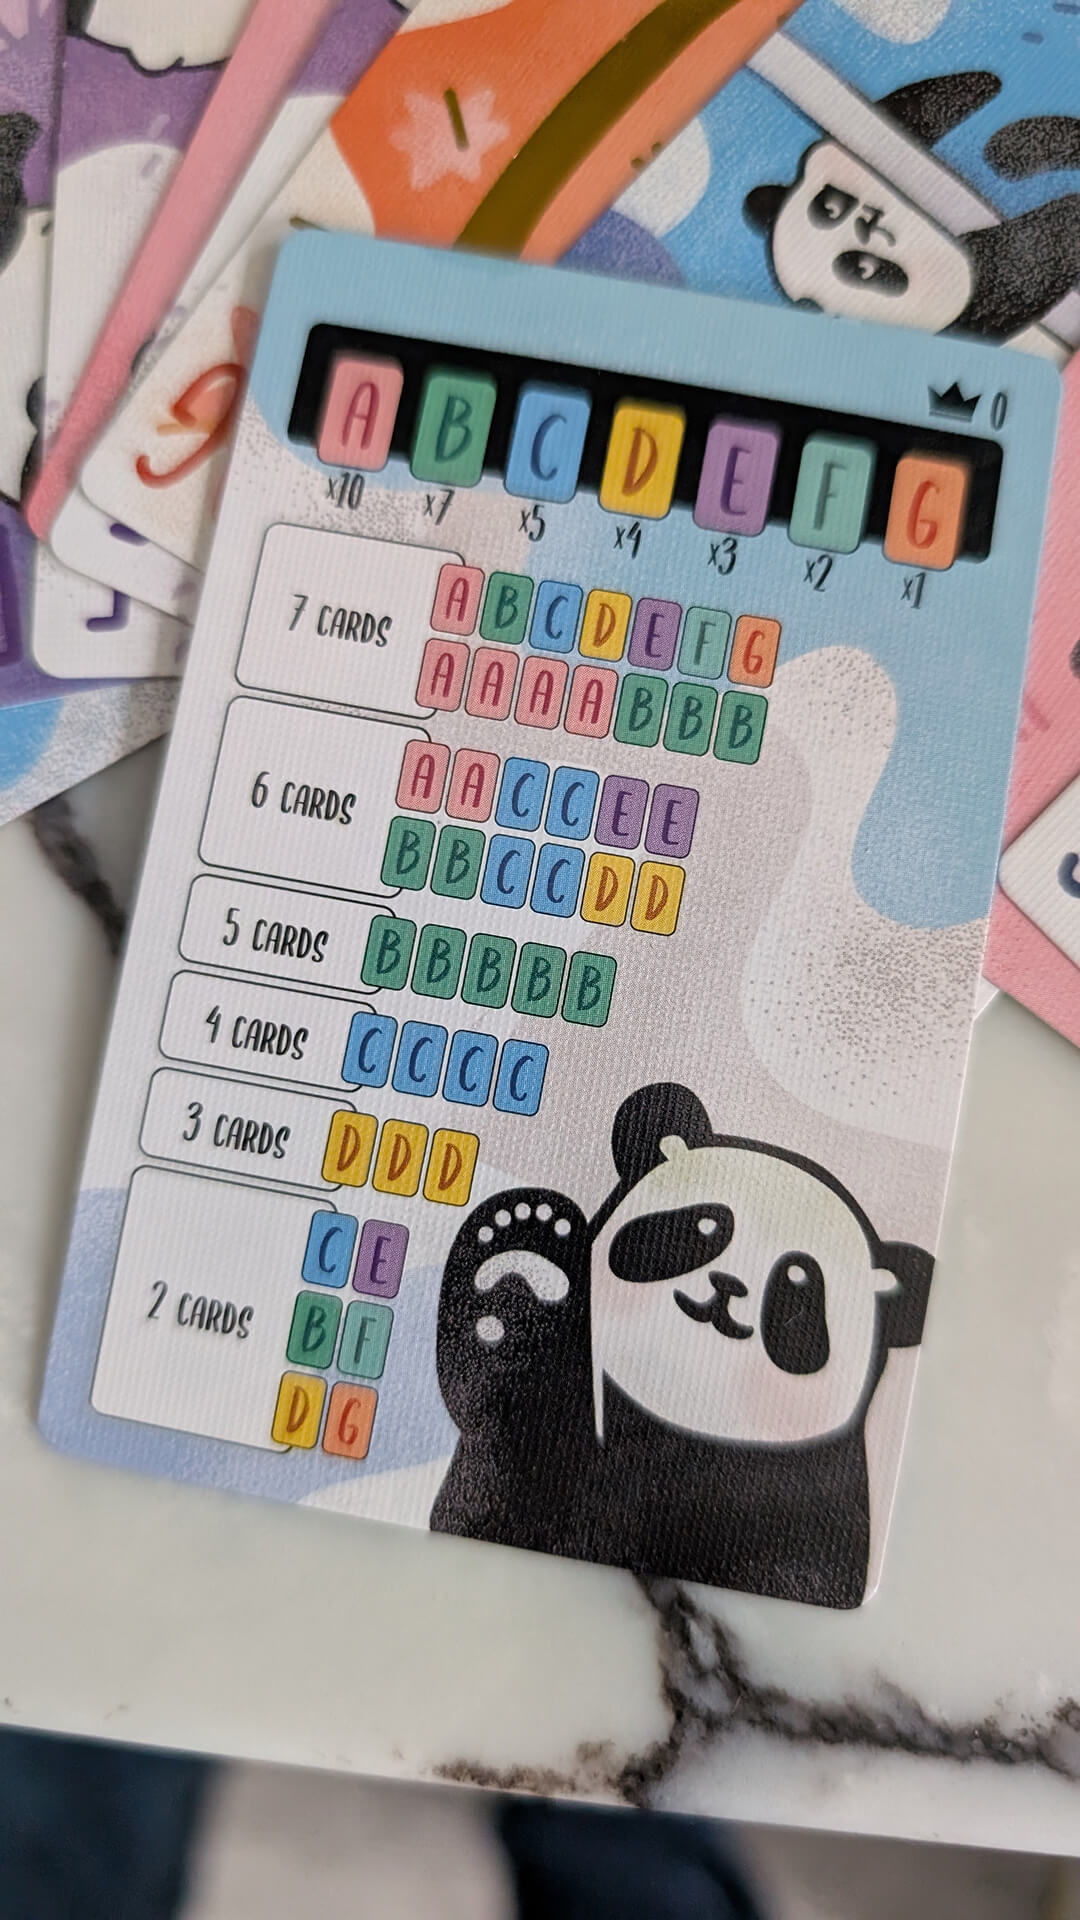 0
A B C D E F G
x10 x7 x5 x4 x3 x2 x1
7 CARDS
A B C D E F G
A A A A B B B
6 CARDS
A A C C E E
B B C C D D
5 CARDS
B B B B B
4 CARDS
C C C C
3 CARDS
D D D
2 CARDS
C E
B F
D G